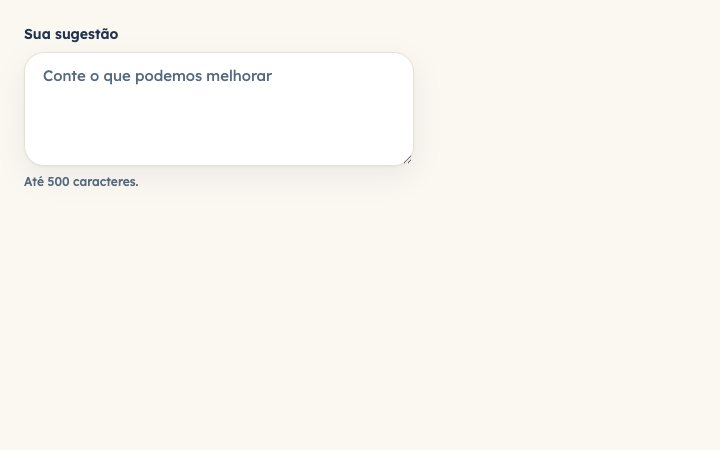 Sua sugestão
Conte o que podemos melhorar
Até 500 caracteres.